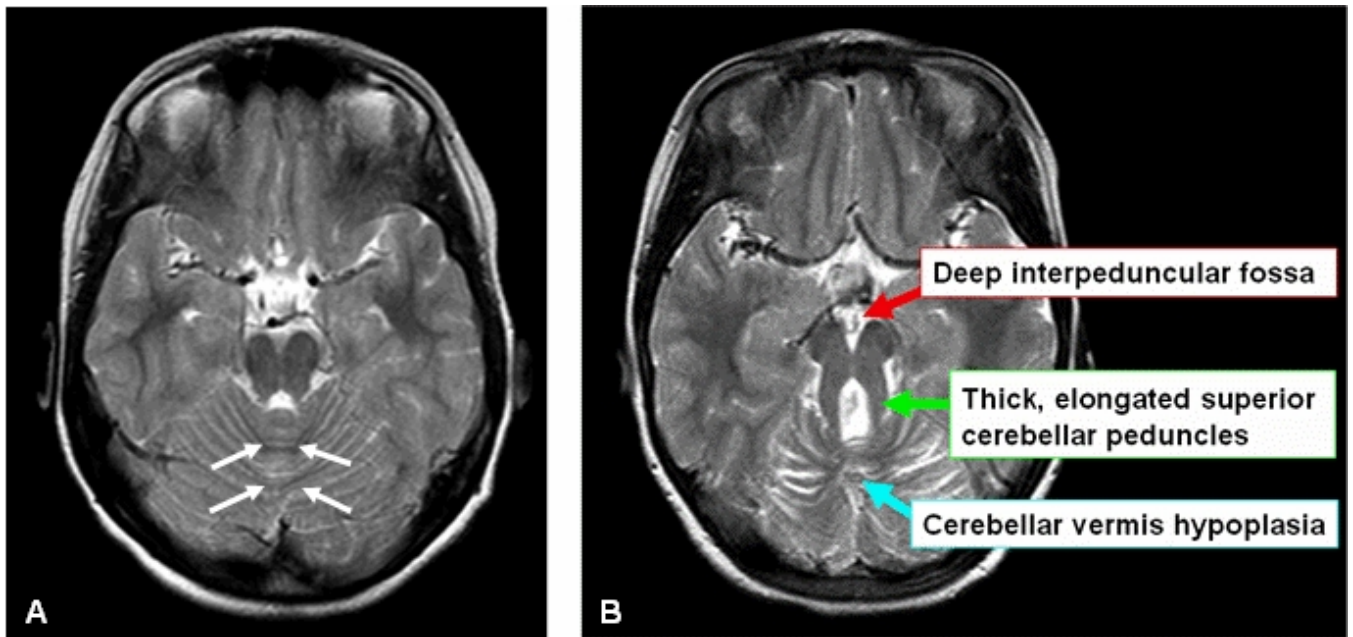 Deep interpeduncular fossa
Thick, elongated superior
cerebellar peduncles
Cerebellar vermis hypoplasia
A
B